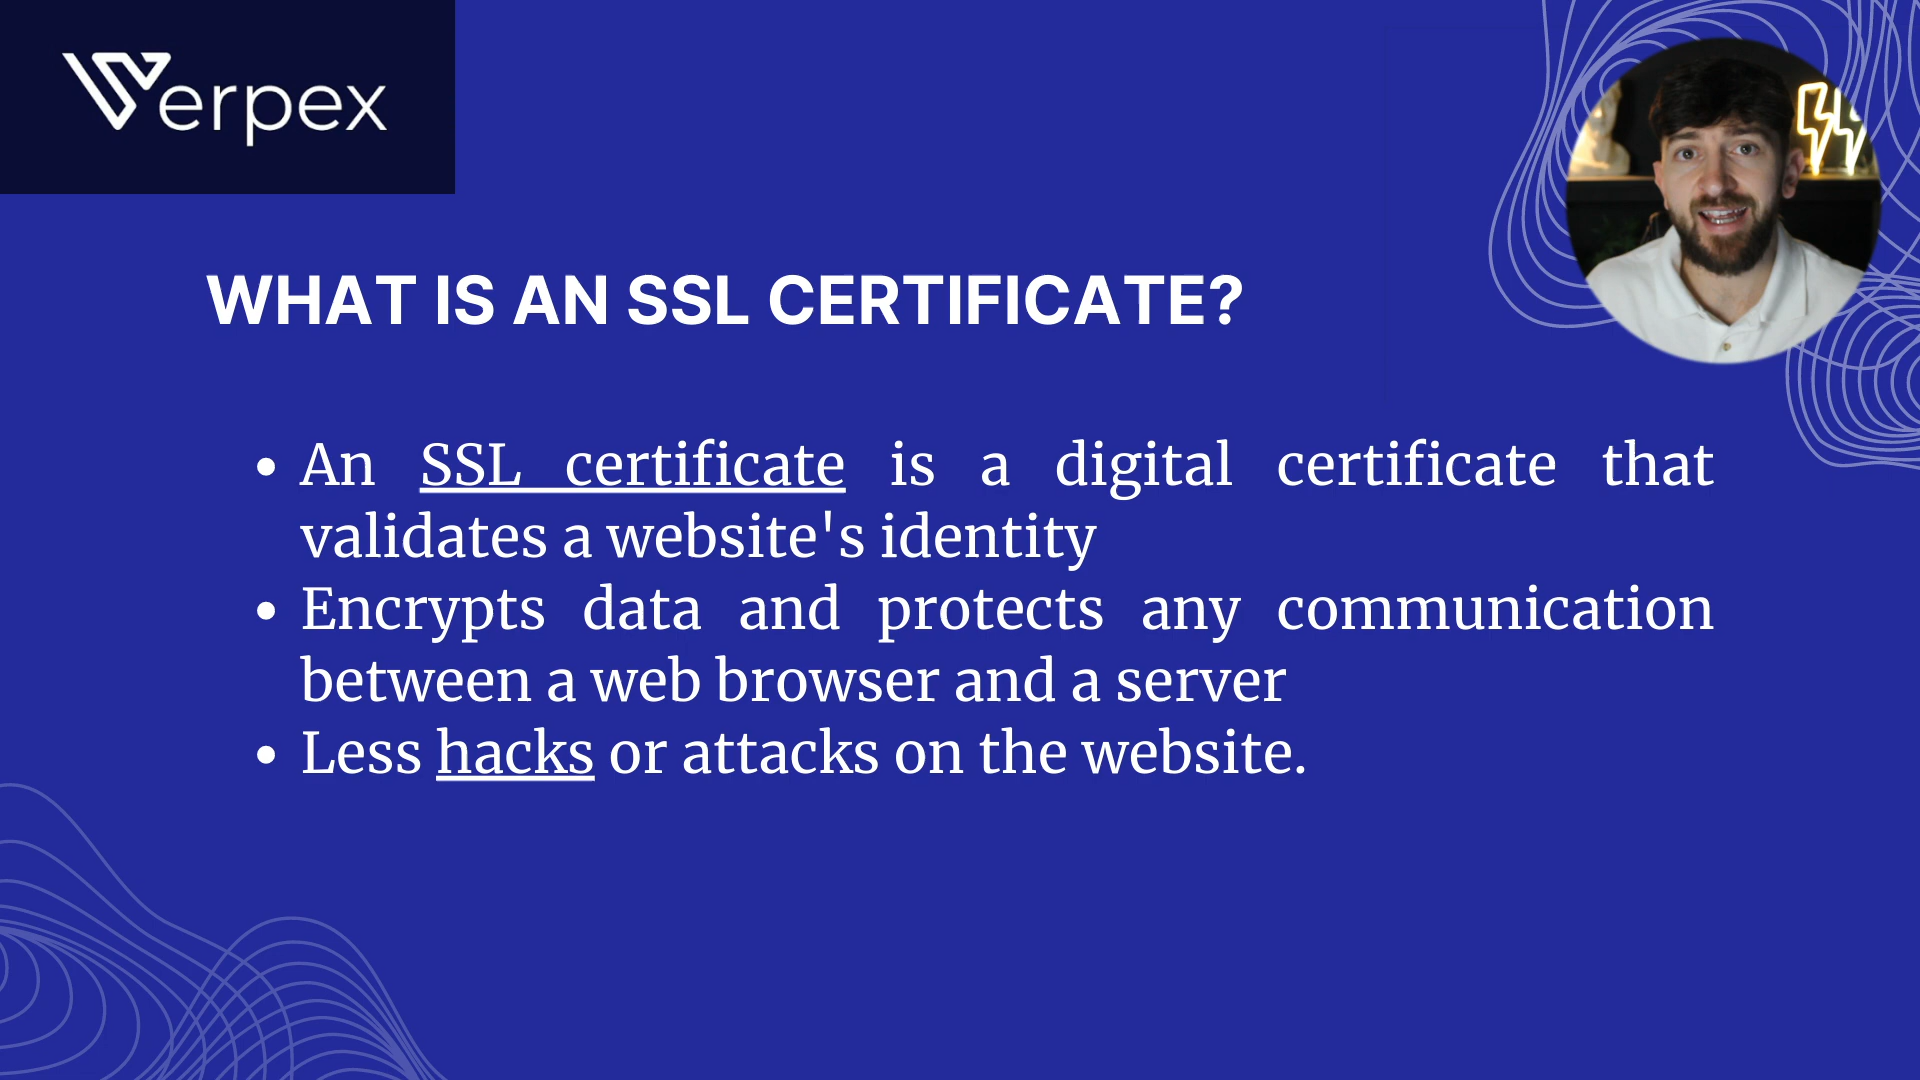 Verpex
WHAT IS AN SSL CERTIFICATE?
• An SSL certificate is a digital certificate that
validates a website's identity
• Encrypts data and protects any communication
between a web browser and a server
• Less hacks or attacks on the website.